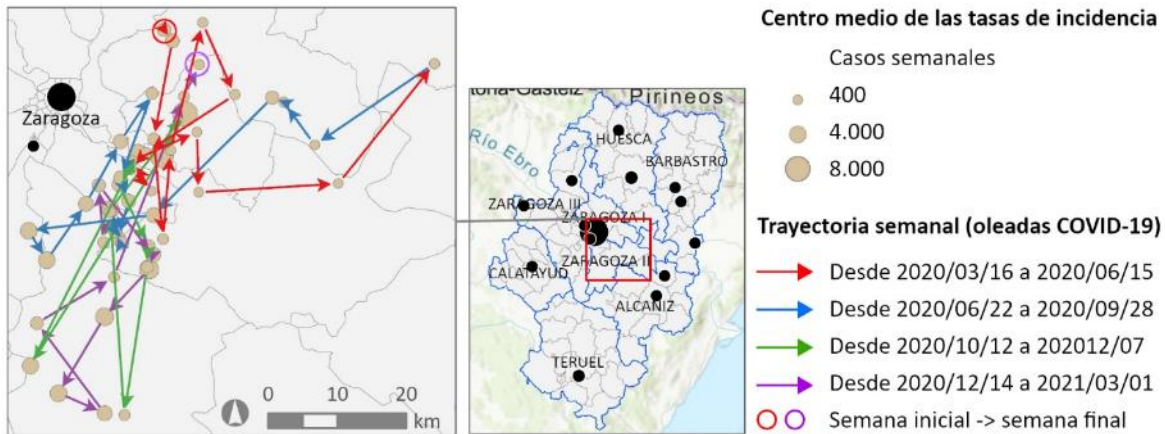 Zaragoza
0
10
20
km
toria-Gasteiz
Pirineos
Río Ebro
HUESCA
BARBASTRO
ZARAGOZA III
ZARAGOZA I
ZARAGOZA II
CALATAYUD
ALCAÑIZ
TERUEL
Centro medio de las tasas de incidencia
Casos semanales
400
4.000
8.000
Trayectoria semanal (oleadas COVID-19)
Desde 2020/03/16 a 2020/06/15
Desde 2020/06/22 a 2020/09/28
Desde 2020/10/12 a 202012/07
Desde 2020/12/14 a 2021/03/01
Semana inicial -> semana final